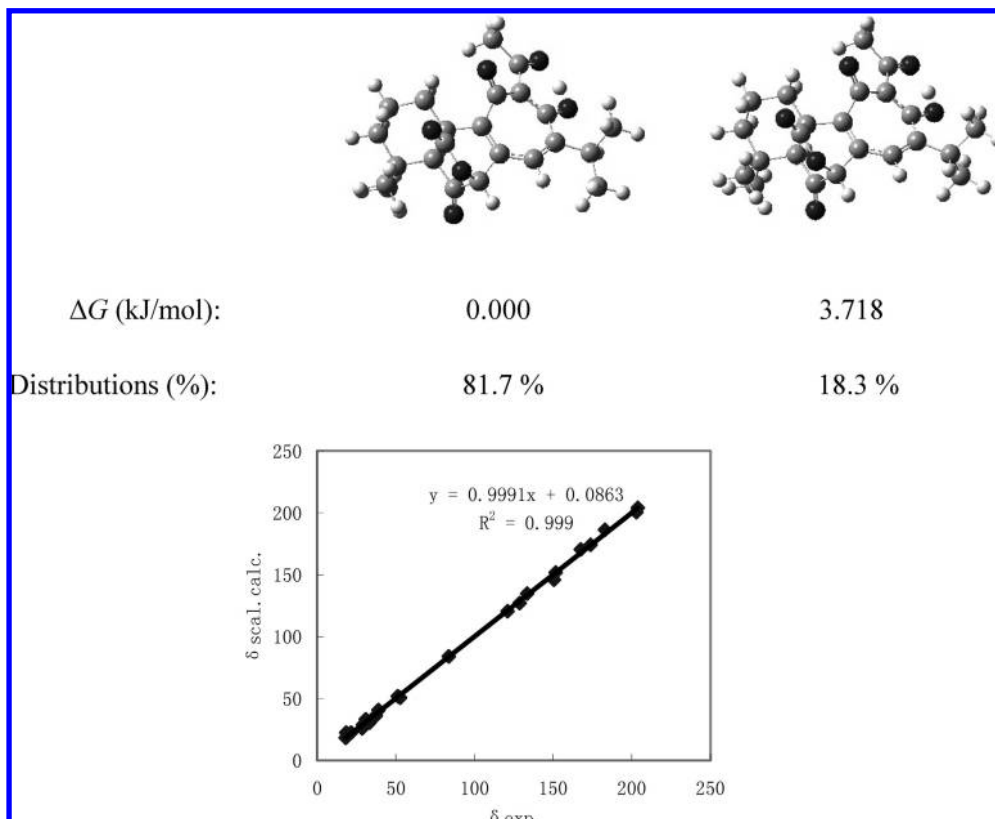 ΔG (kJ/mol): 0.000 3.718
Distributions (%): 81.7 % 18.3 %
250
y = 0.9991x + 0.0863
200
R² = 0.999
150
δ scal. calc.
100
50
0
0 50 100 150 200 250
δ exp